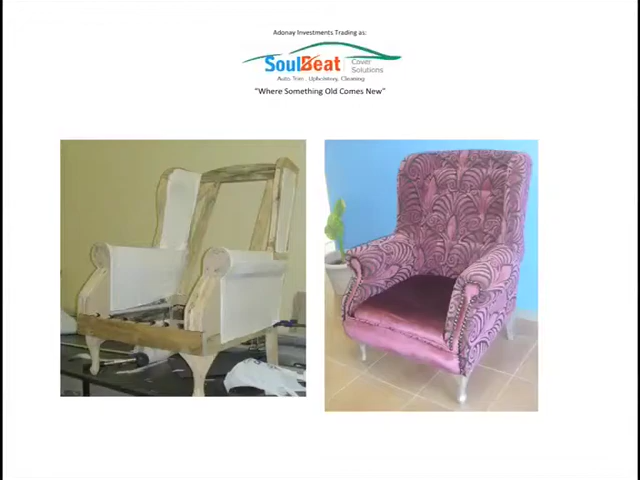 Adonay Investments Trading as:
SoulBeat
Cover
Solutions
Auto Trim , Upholstery, Cleaning
"Where Something Old Comes New"